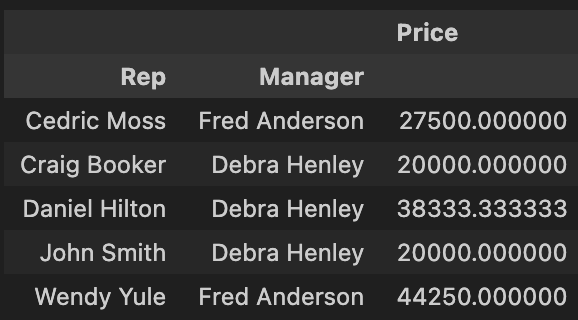 Price
Rep Manager
Cedric Moss Fred Anderson 27500.000000
Craig Booker Debra Henley 20000.000000
Daniel Hilton Debra Henley 38333.333333
John Smith Debra Henley 20000.000000
Wendy Yule Fred Anderson 44250.000000